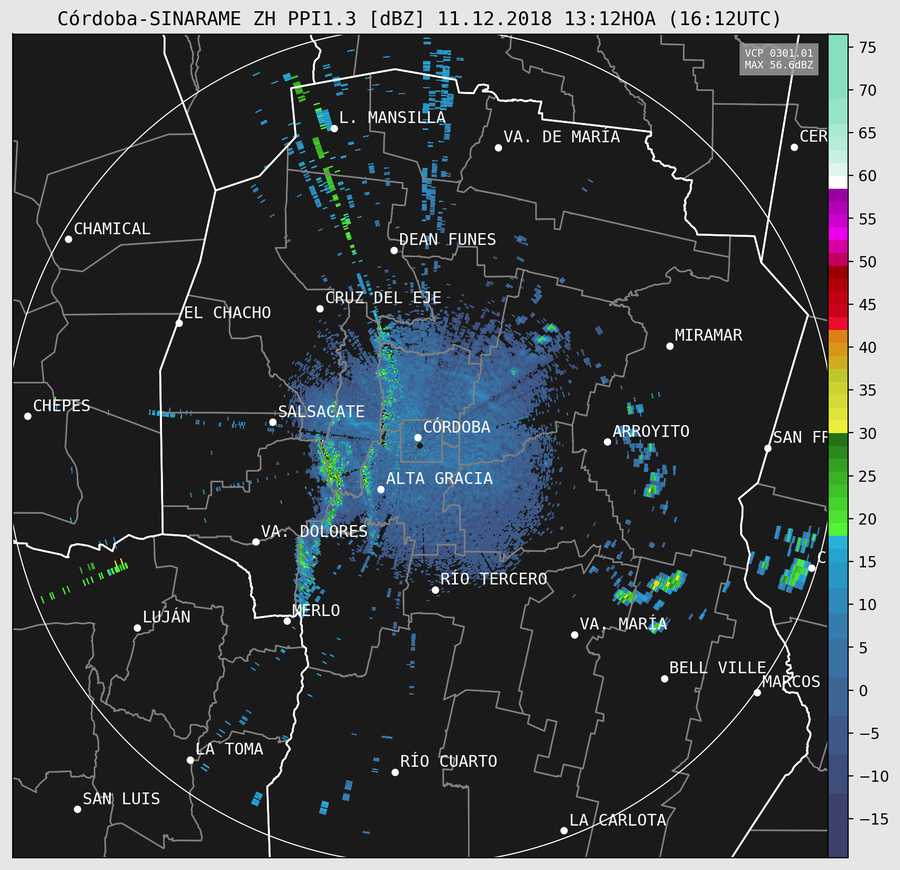 Córdoba-SINARAME ZH PPI1.3 [dBZ] 11.12.2018 13:12HOA (16:12UTC)
VCP 0301.01
MAX 56.6dBZ
75
70
65
60
55
50
45
40
35
30
25
20
15
10
5
0
−5
−10
−15
L. MANSILLA
VA. DE MARIA
CER
CHAMICAL
DEAN FUNES
CRUZ DEL EJE
EL CHACHO
MIRAMAR
CHEPES
SALSACATE
CÓRDOBA
ARROYITO
SAN FR
ALTA GRACIA
VA. DOLORES
C
RÍO TERCERO
MERLO
LUJÁN
VA. MARÍA
BELL VILLE
MARCOS
LA TOMA
RÍO CUARTO
SAN LUIS
LA CARLOTA